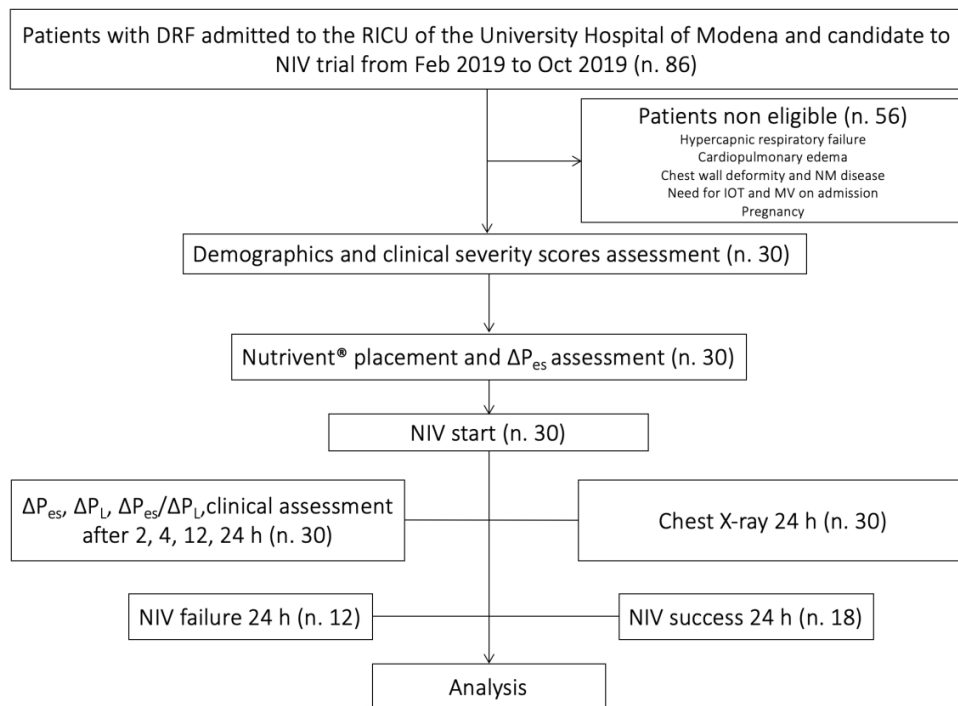 Patients with DRF admitted to the RICU of the University Hospital of Modena and candidate to
NIV trial from Feb 2019 to Oct 2019 (n. 86)
Patients non eligible (n. 56)
Hypercapnic respiratory failure
Cardiopulmonary edema
Chest wall deformity and NM disease
Need for IOT and MV on admission
Pregnancy
Demographics and clinical severity scores assessment (n. 30)
Nutrivent® placement and ΔPes assessment (n. 30)
NIV start (n. 30)
ΔPes, ΔPL, ΔPes/ΔPL,clinical assessment
after 2, 4, 12, 24 h (n. 30)
Chest X-ray 24 h (n. 30)
NIV failure 24 h (n. 12)
NIV success 24 h (n. 18)
Analysis